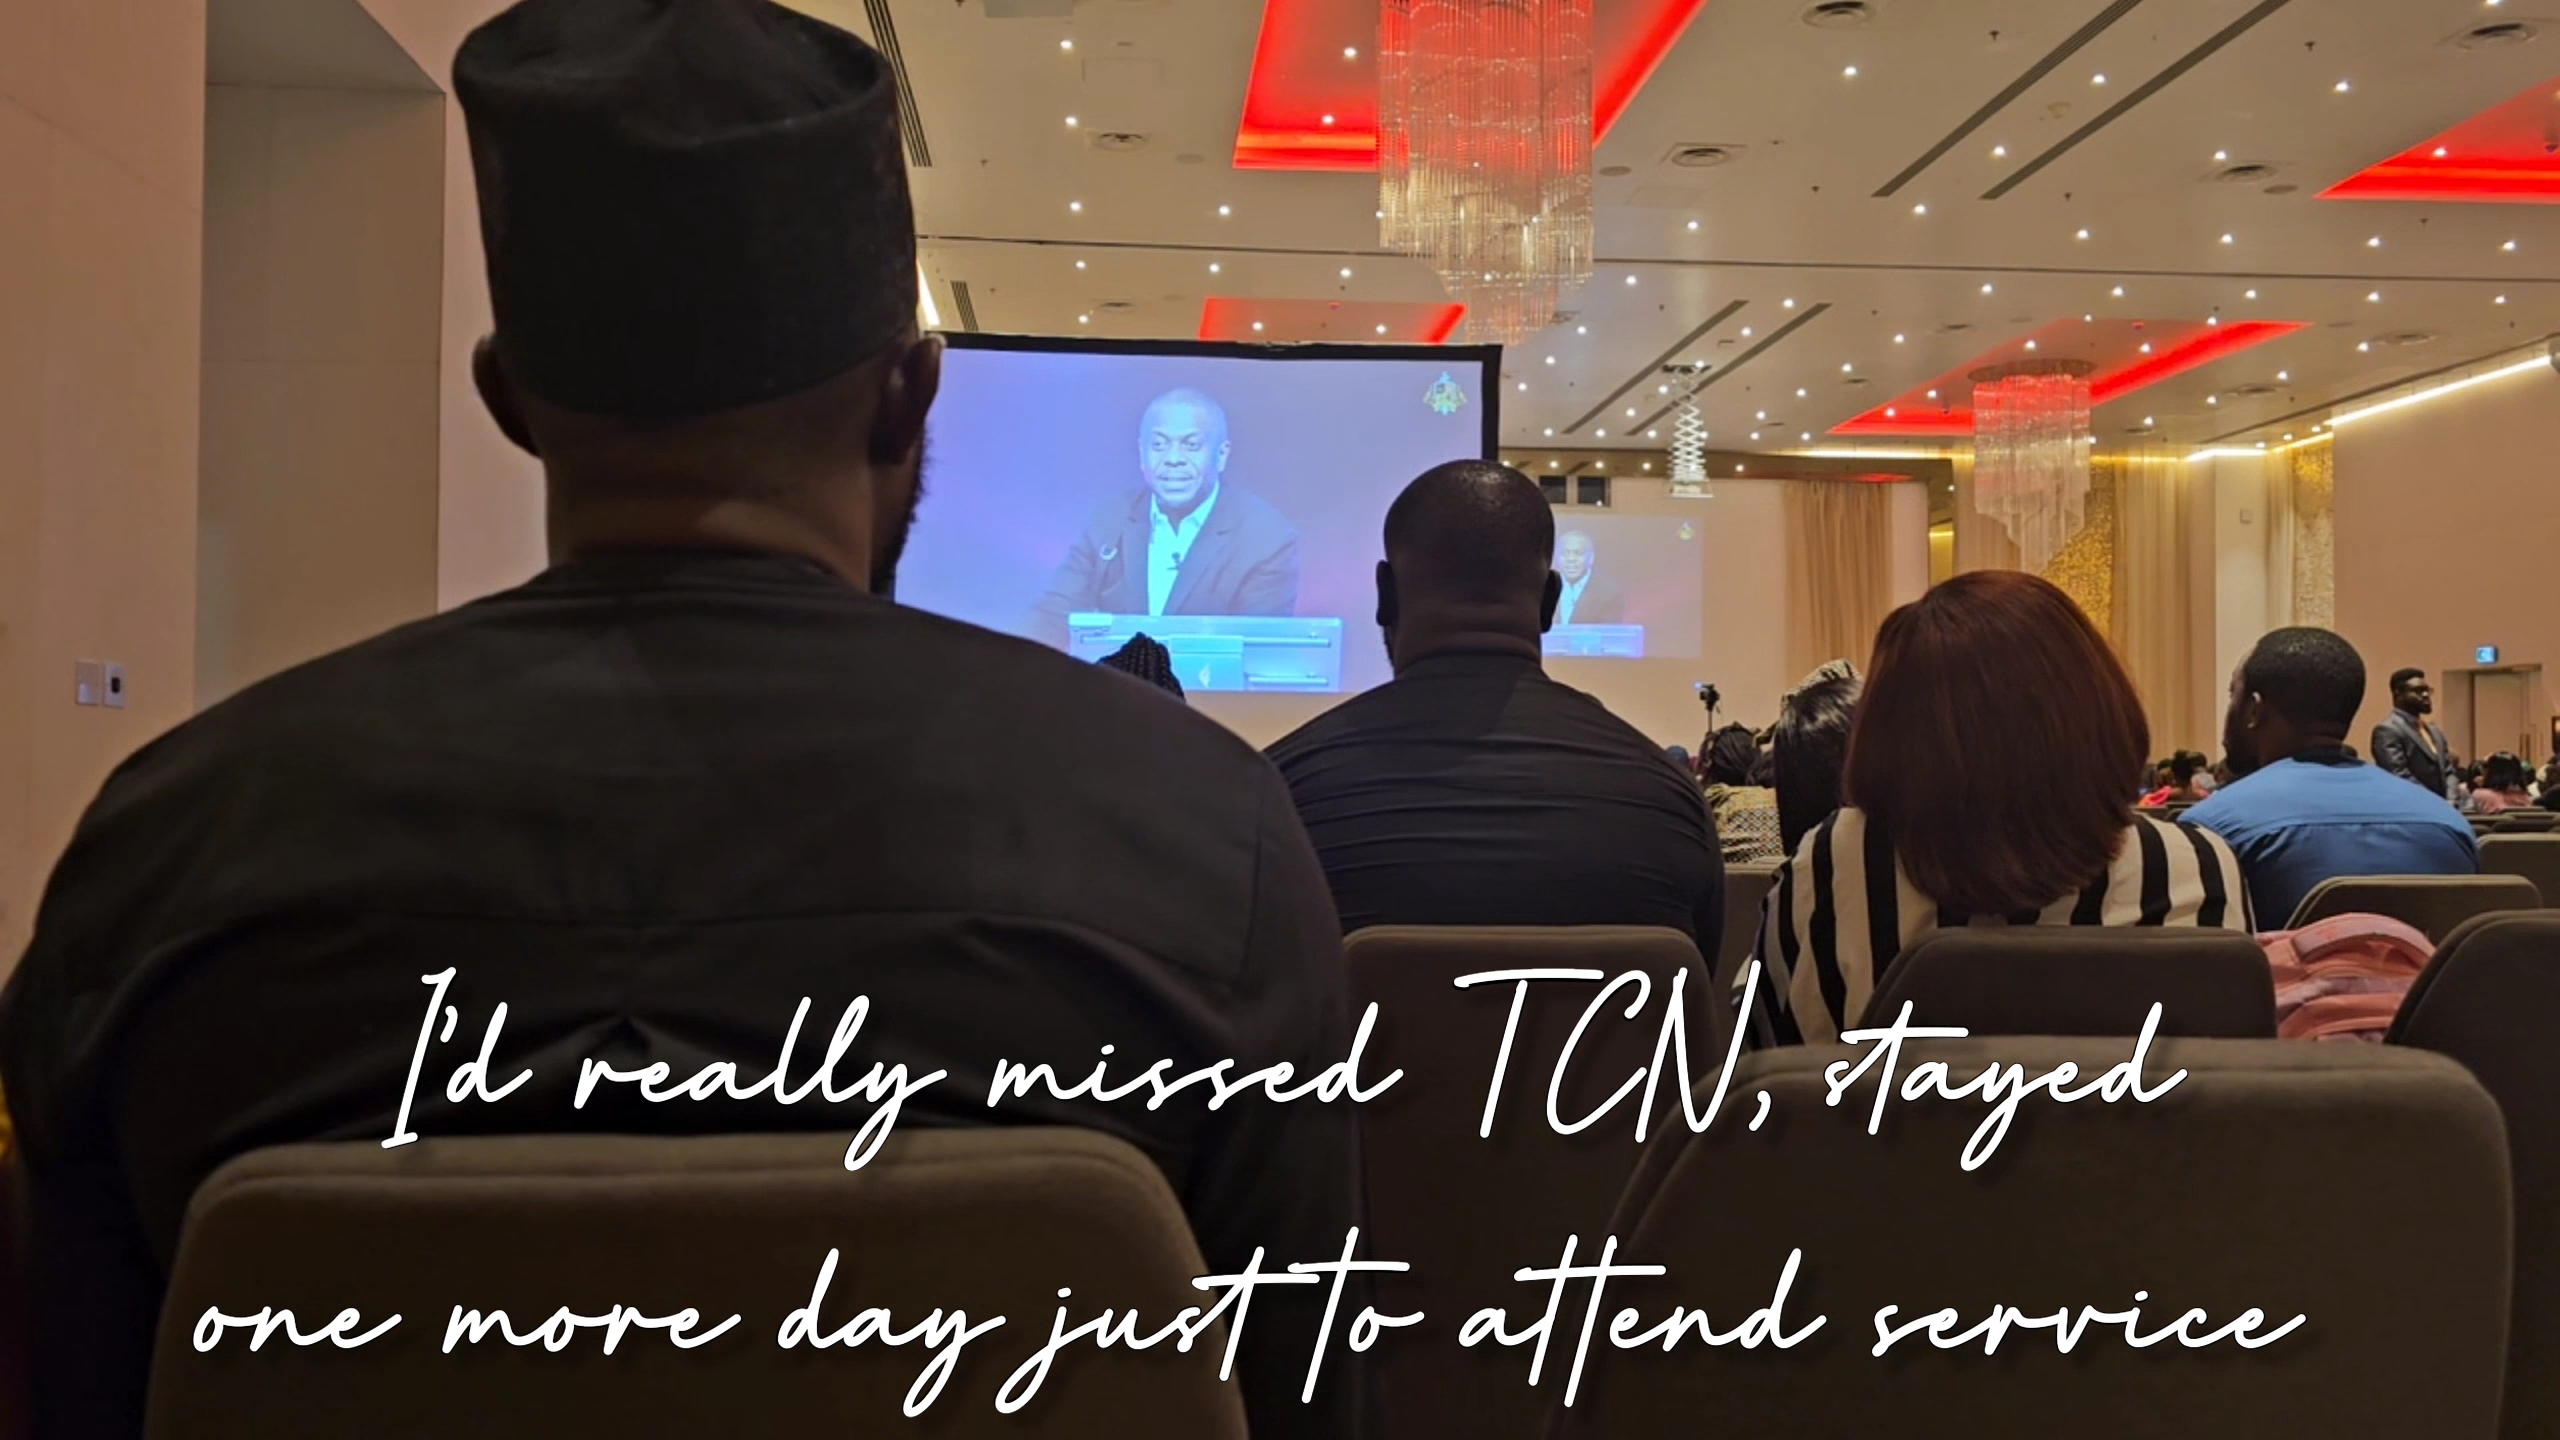 I'd really missed TCN, stayed
one more day just to attend service